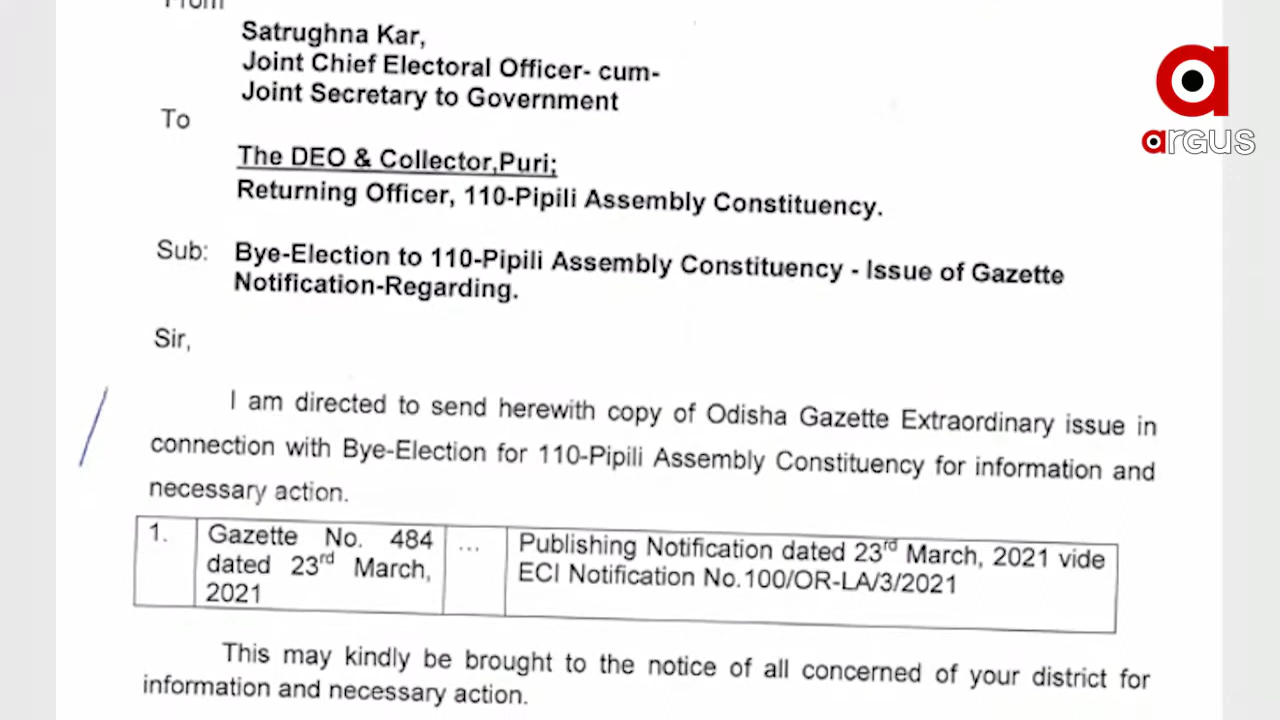 From
Satrughna Kar,
Joint Chief Electoral Officer- cum-
Joint Secretary to Government
To
The DEO & Collector,Puri;
Returning Officer, 110-Pipili Assembly Constituency.
Sub: Bye-Election to 110-Pipili Assembly Constituency - Issue of Gazette
Notification-Regarding.
Sir,
I am directed to send herewith copy of Odisha Gazette Extraordinary issue in
connection with Bye-Election for 110-Pipili Assembly Constituency for information and
necessary action.
1. Gazette No. 484 ... Publishing Notification dated 23rd March, 2021 vide
dated 23rd March, ECI Notification No.100/OR-LA/3/2021
2021
This may kindly be brought to the notice of all concerned of your district for
information and necessary action.
a
argus